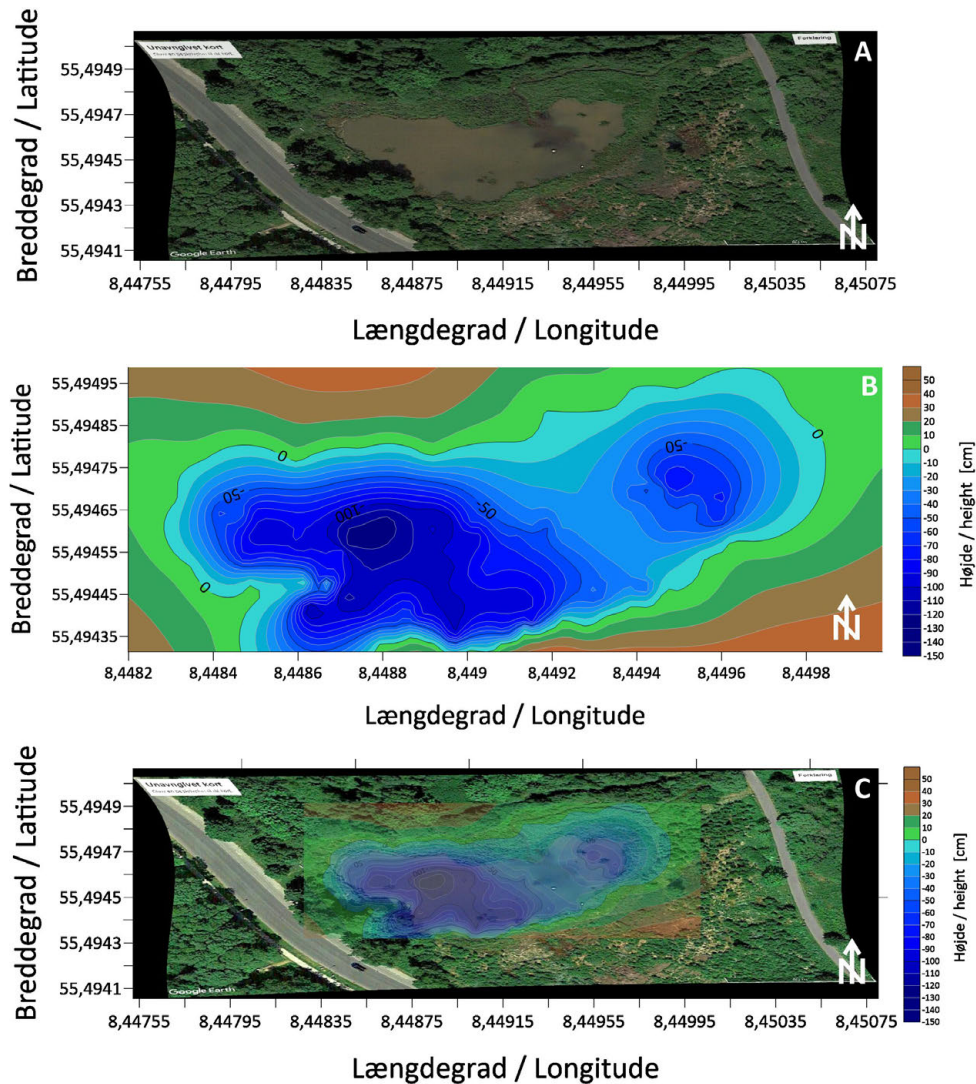 Unavngivet kort
Forklaring
A
55,4949
55,4947
55,4945
55,4943
55,4941
Breddegrad / Latitude
N
Google Earth
8,44755 8,44795 8,44835 8,44875 8,44915 8,44955 8,44995 8,45035 8,45075
Længdegrad / Longitude
B
55,49495
55,49485
55,49475
55,49465
55,49455
55,49445
55,49435
Breddegrad / Latitude
0
-50
-100
-50
-50
0
0
N
8,4482 8,4484 8,4486 8,4488 8,449 8,4492 8,4494 8,4496 8,4498
Længdegrad / Longitude
50
40
30
20
10
0
-10
-20
-30
-40
-50
-60
-70
-80
-90
-100
-110
-120
-130
-140
-150
Højde / height [cm]
Unavngivet kort
Forklaring
C
55,4949
55,4947
55,4945
55,4943
55,4941
Breddegrad / Latitude
N
Google Earth
8,44755 8,44795 8,44835 8,44875 8,44915 8,44955 8,44995 8,45035 8,45075
Længdegrad / Longitude
50
40
30
20
10
0
-10
-20
-30
-40
-50
-60
-70
-80
-90
-100
-110
-120
-130
-140
-150
Højde / height [cm]